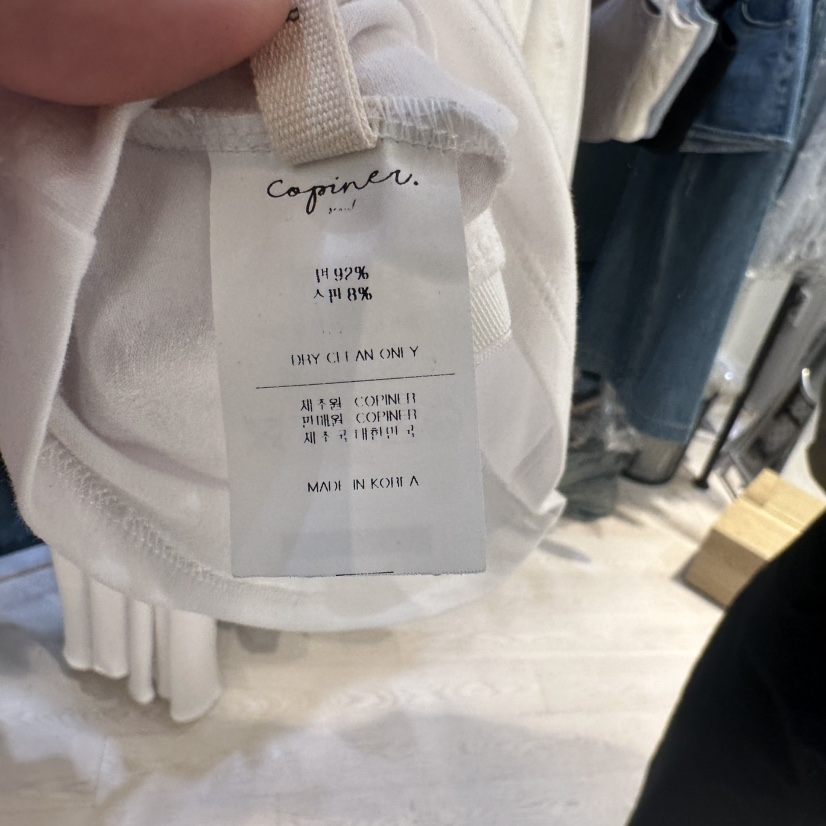 copiner.
seoul
면 92%
스판 8%
DRY CLEAN ONLY
제조원 COPINER
판매원 COPINER
제조국 대한민국
MADE IN KOREA